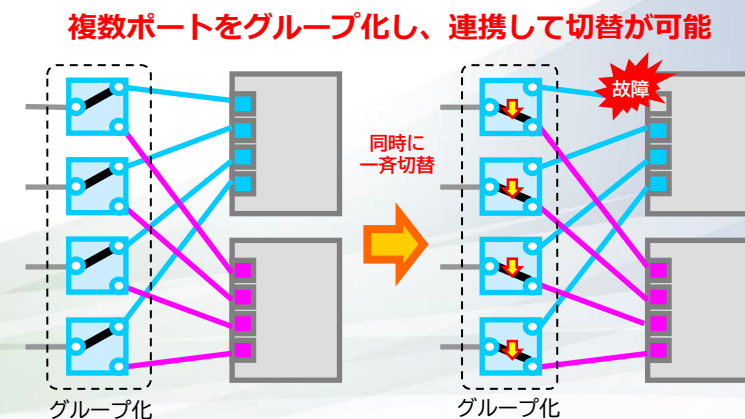 複数ポートをグループ化し、連携して切替が可能
故障
同時に
一斉切替
グループ化
グループ化